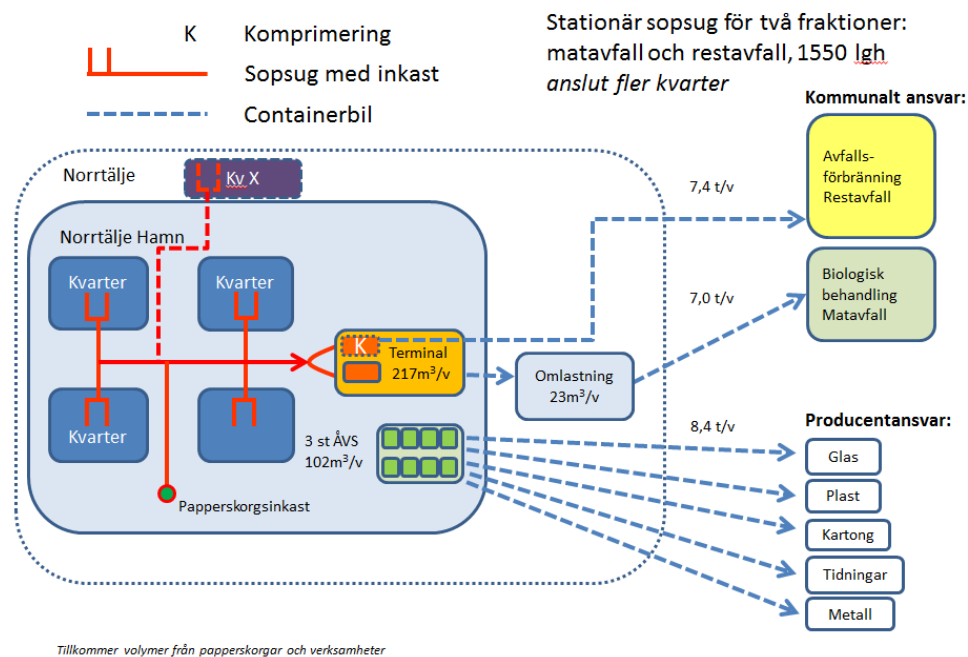 K Komprimering
Sopsug med inkast
Containerbil
Stationär sopsug för två fraktioner:
matavfall och restavfall, 1550 lgh
anslut fler kvarter
Kommunalt ansvar:
Avfalls-
förbränning
Restavfall
Norrtälje
Kv X
7,4 t/v
Norrtälje Hamn
Kvarter
Kvarter
Biologisk
behandling
Matavfall
7,0 t/v
K
Terminal
217m³/v
Omlastning
23m³/v
Kvarter
3 st ÅVS
102m³/v
8,4 t/v
Producentansvar:
Glas
Plast
Papperskorgsinkast
Kartong
Tidningar
Metall
Tillkommer volymer från papperskorgar och verksamheter